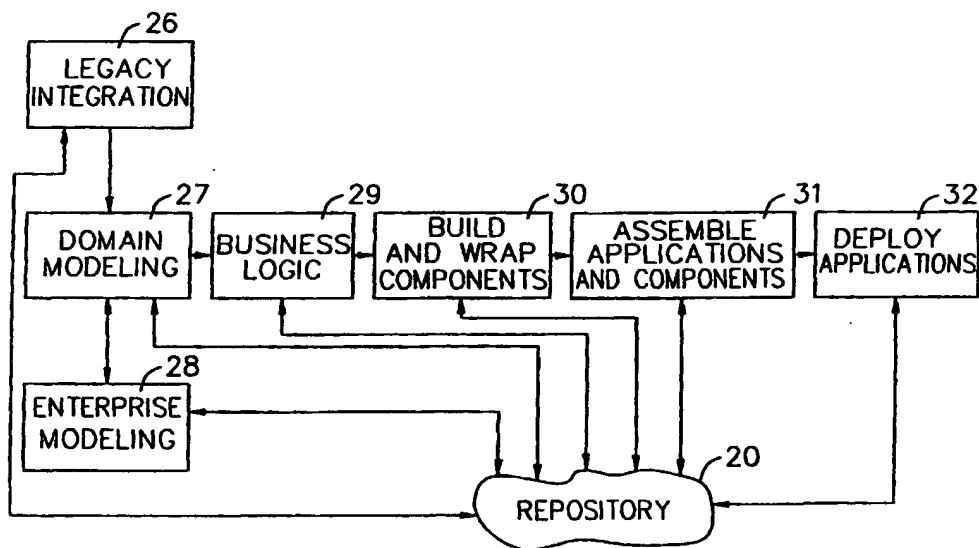 26
LEGACY
INTEGRATION
27
DOMAIN
MODELING
29
BUSINESS
LOGIC
30
BUILD
AND WRAP
COMPONENTS
31
ASSEMBLE
APPLICATIONS
AND COMPONENTS
32
DEPLOY
APPLICATIONS
28
ENTERPRISE
MODELING
20
REPOSITORY